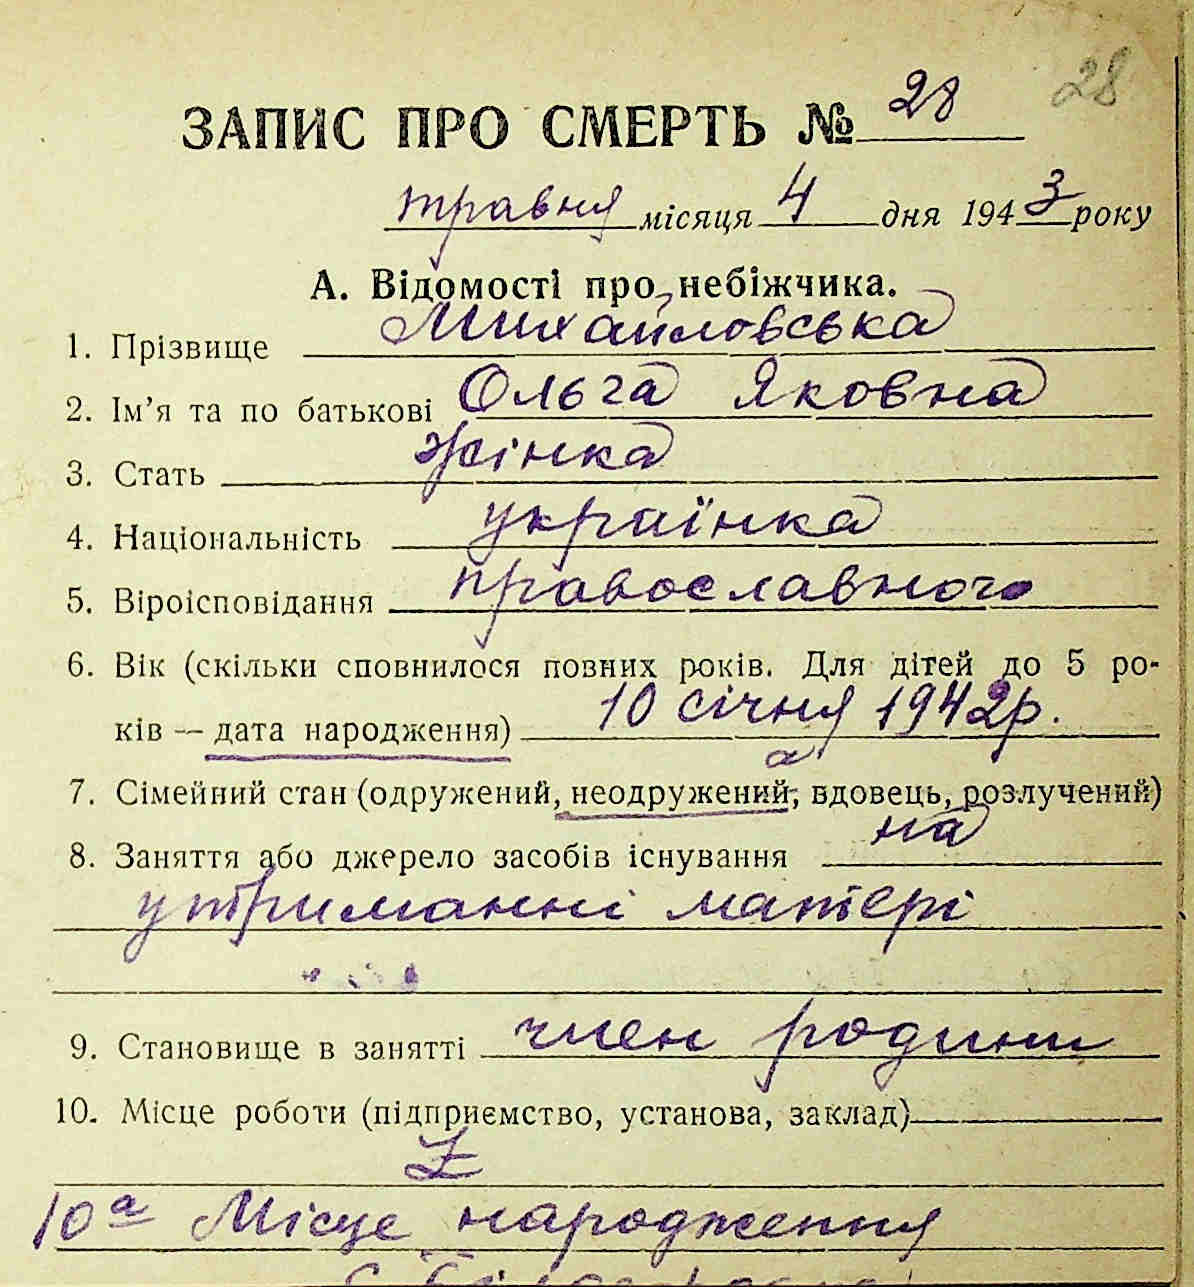 28
ЗАПИС ПРО СМЕРТЬ № 28
травня місяця 4 дня 1943 року
А. Відомості про небіжчика.
1. Прізвище Михайловська
2. Ім'я та по батькові Ольга Яковна
3. Стать жінка
4. Національність українка
5. Віроісповідання православного
6. Вік (скільки сповнилося повних років. Для дітей до 5 ро-
ків — дата народження) 10 січня 1942р.
а
7. Сімейний стан (одружений, неодружений, вдовець, розлучений)
8. Заняття або джерело засобів існування на
утриманні матері
9. Становище в занятті член родини
10. Місце роботи (підприємство, установа, заклад)
Z
10а Місце народження